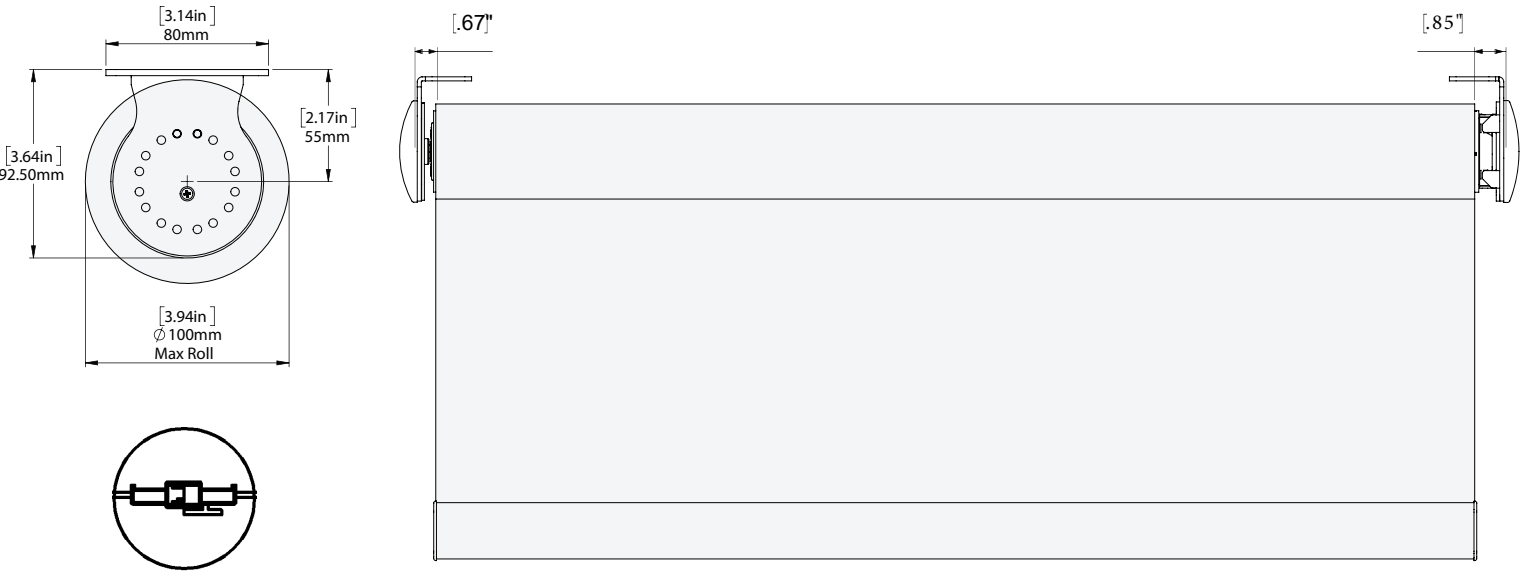 [3.14in]
80mm
[.67"]
[.85"]
[2.17in]
55mm
[3.64in]
92.50mm
[3.94in]
∅100mm
Max Roll